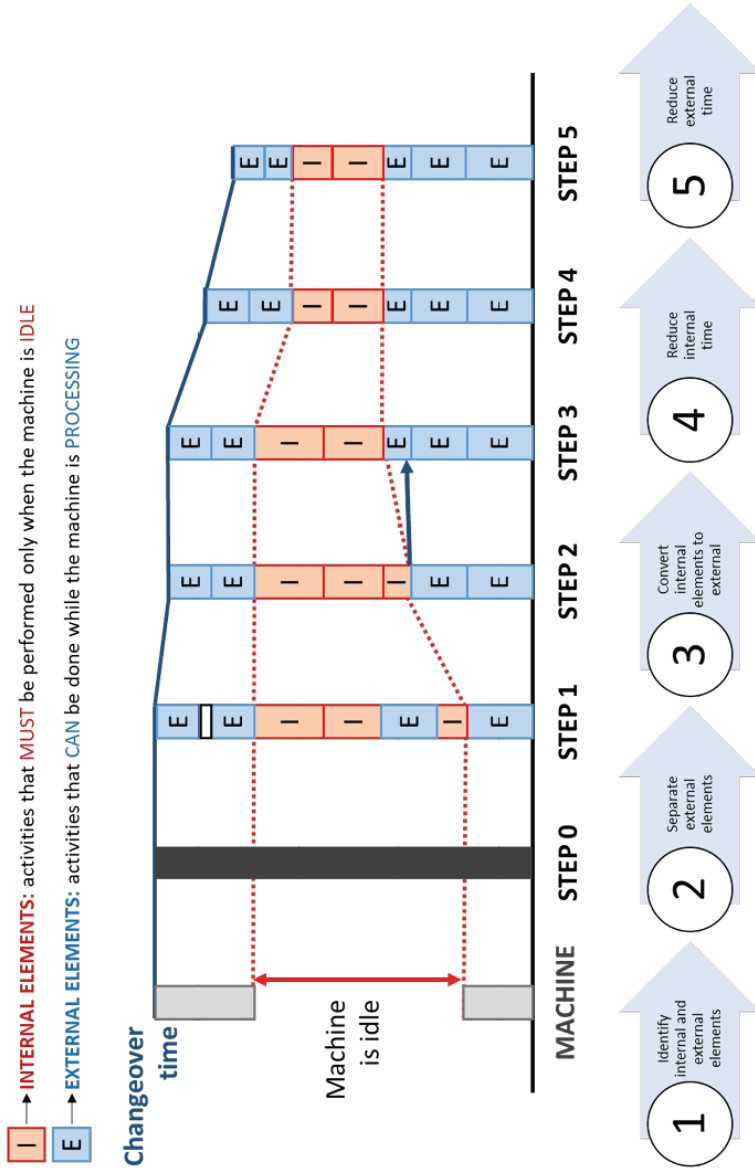 I
INTERNAL ELEMENTS: activities that MUST be performed only when the machine is IDLE
E
EXTERNAL ELEMENTS: activities that CAN be done while the machine is PROCESSING
Changeover
time
Machine
is idle
E
E
I
I
E
I
E
E
E
I
I
I
E
E
E
E
I
I
E
E
E
E
E
I
I
E
E
E
E
E
I
I
E
E
E
MACHINE
STEP 0
STEP 1
STEP 2
STEP 3
STEP 4
STEP 5
1
Identify
internal and
external
elements
2
Separate
external
elements
3
Convert
internal
elements to
external
4
Reduce
internal
time
5
Reduce
external
time